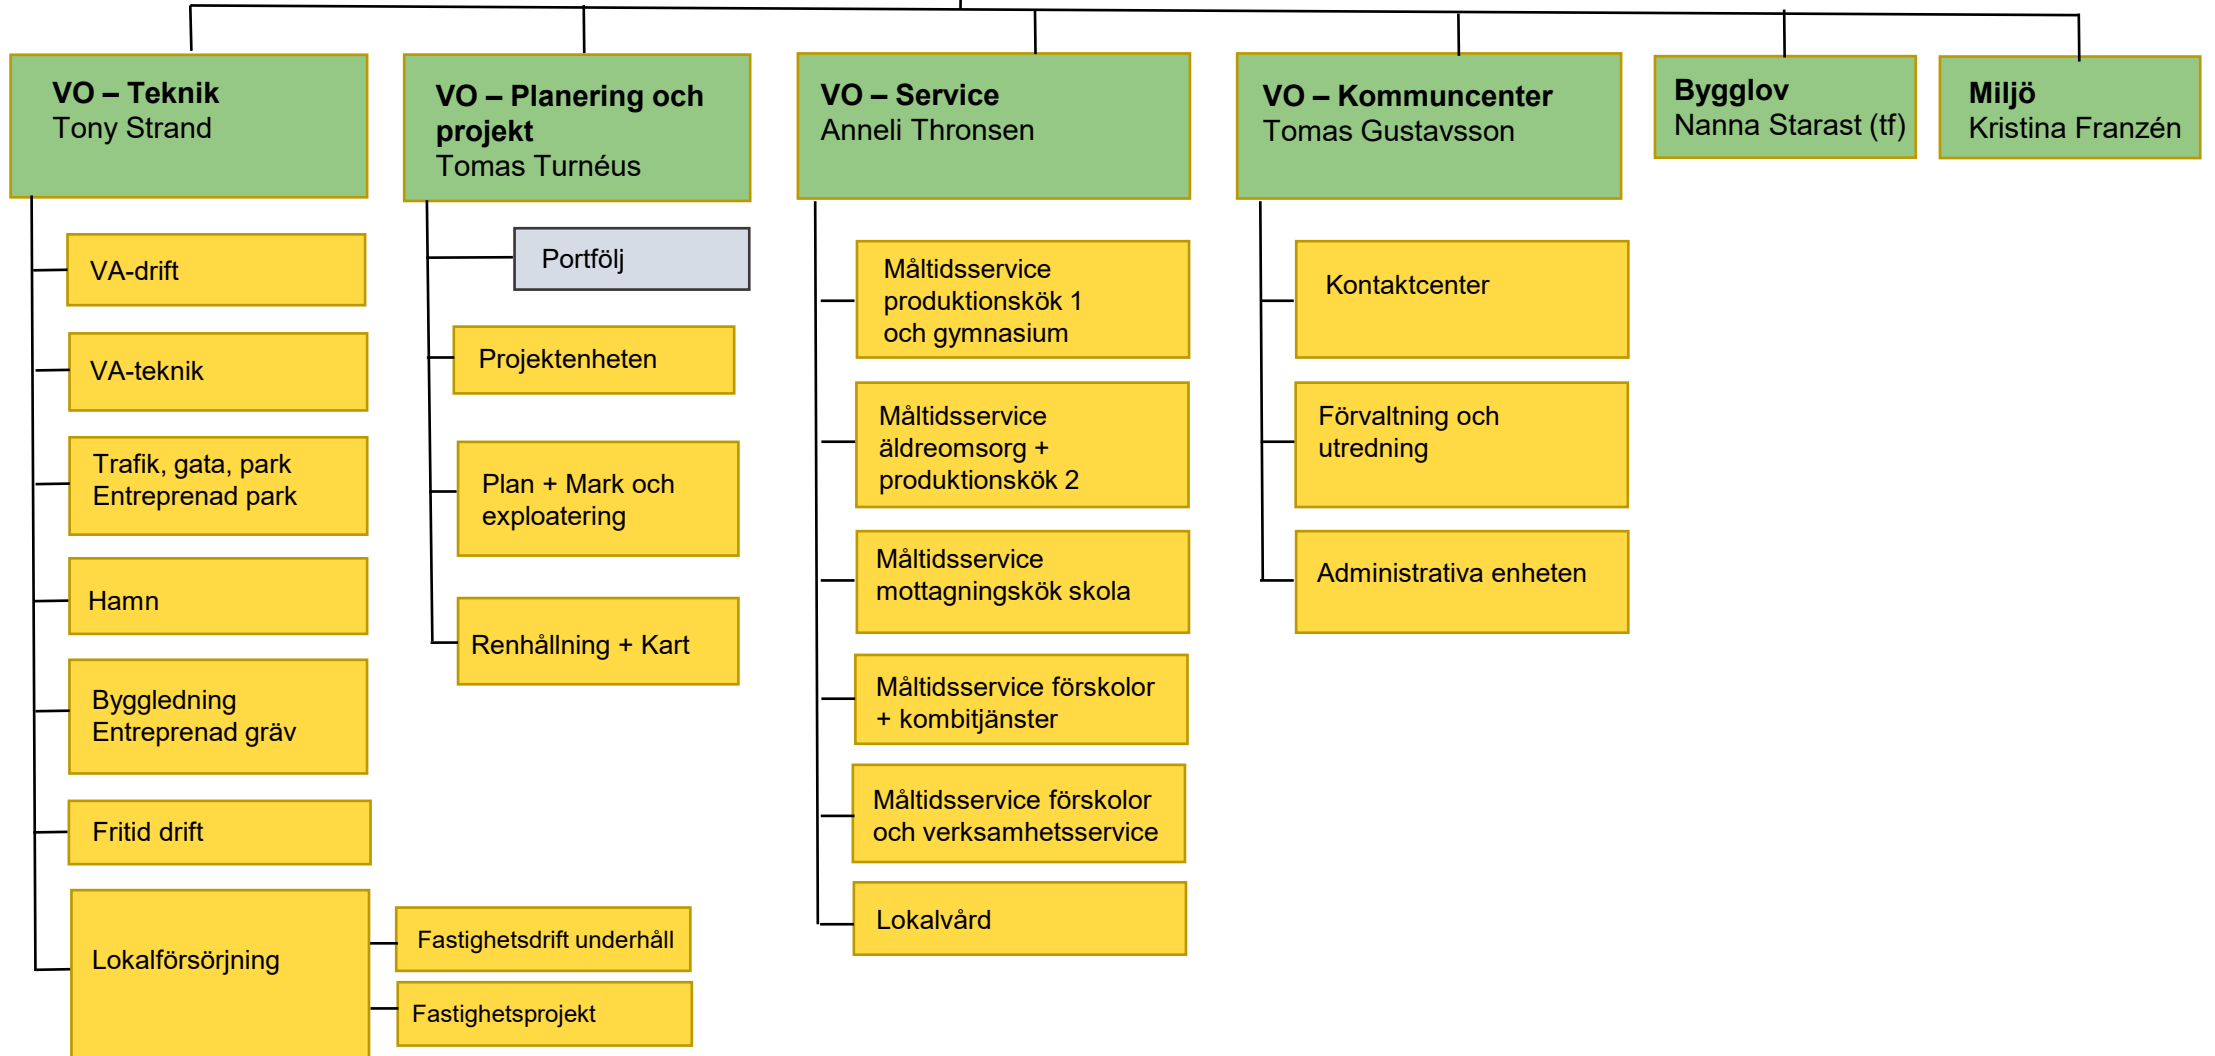 VO – Teknik
Tony Strand
VA-drift
VA-teknik
Trafik, gata, park
Entreprenad park
Hamn
Byggledning
Entreprenad gräv
Fritid drift
Lokalförsörjning
Fastighetsdrift underhåll
Fastighetsprojekt
VO – Planering och
projekt
Tomas Turnéus
Portfölj
Projektenheten
Plan + Mark och
exploatering
Renhållning + Kart
VO – Service
Anneli Thronsen
Måltidsservice
produktionskök 1
och gymnasium
Måltidsservice
äldreomsorg +
produktionskök 2
Måltidsservice
mottagningskök skola
Måltidsservice förskolor
+ kombitjänster
Måltidsservice förskolor
och verksamhetsservice
Lokalvård
VO – Kommuncenter
Tomas Gustavsson
Kontaktcenter
Förvaltning och
utredning
Administrativa enheten
Bygglov
Nanna Starast (tf)
Miljö
Kristina Franzén